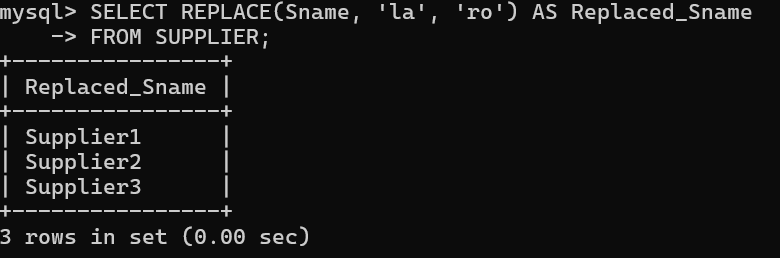 mysql> SELECT REPLACE(Sname, 'la', 'ro') AS Replaced_Sname
    -> FROM SUPPLIER;
+----------------+
| Replaced_Sname |
+----------------+
| Supplier1      |
| Supplier2      |
| Supplier3      |
+----------------+
3 rows in set (0.00 sec)